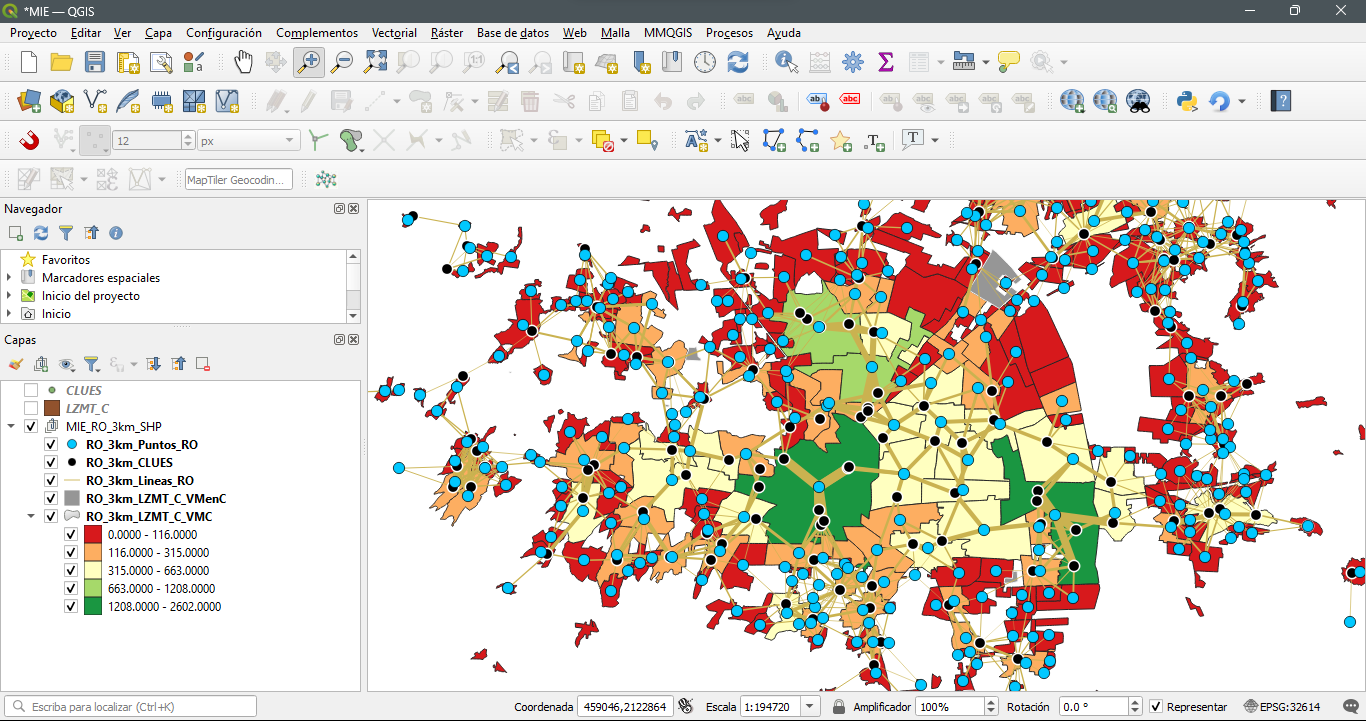 *MIE — QGIS
Proyecto Editar Ver Capa Configuración Complementos Vectorial Ráster Base de datos Web Malla MMQGIS Procesos Ayuda
12 px
MapTiler Geocodin...
Navegador
Favoritos
Marcadores espaciales
Inicio del proyecto
Inicio
Capas
CLUES
LZMT_C
MIE_RO_3km_SHP
RO_3km_Puntos_RO
RO_3km_CLUES
RO_3km_Lineas_RO
RO_3km_LZMT_C_VMenC
RO_3km_LZMT_C_VMC
0.0000 - 116.0000
116.0000 - 315.0000
315.0000 - 663.0000
663.0000 - 1208.0000
1208.0000 - 2602.0000
Escriba para localizar (Ctrl+K) Coordenada 459046,2122864 Escala 1:194720 Amplificador 100% Rotación 0.0 ° Representar EPSG:32614